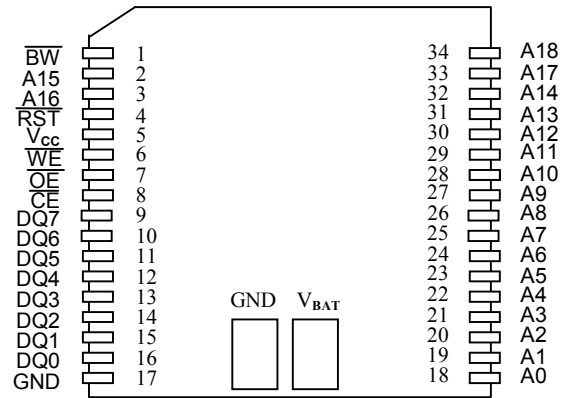 BW 1 34 A18
A15 2 33 A17
A16 3 32 A14
RST 4 31 A13
Vcc 5 30 A12
WE 6 29 A11
OE 7 28 A10
CE 8 27 A9
DQ7 9 26 A8
DQ6 10 25 A7
DQ5 11 24 A6
DQ4 12 23 A5
DQ3 13 22 A4
DQ2 14 21 A3
DQ1 15 20 A2
DQ0 16 19 A1
GND 17 18 A0
GND VBAT